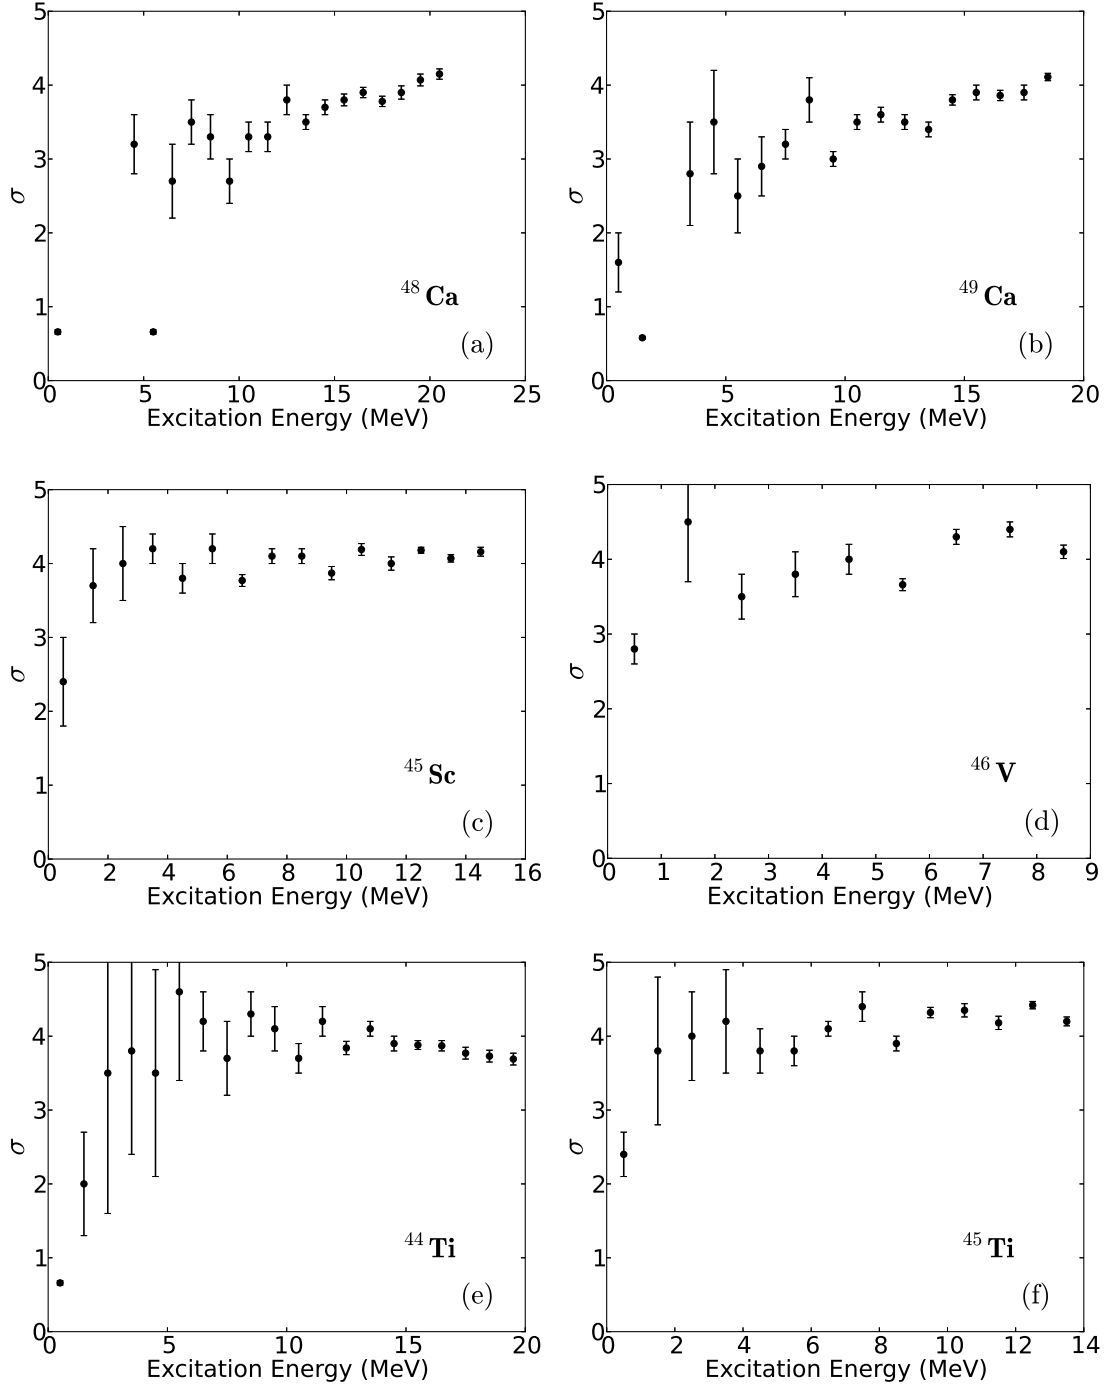 5
4
3
2
1
0
σ
0 5 10 15 20 25
Excitation Energy (MeV)
48Ca
(a)
5
4
3
2
1
0
σ
0 5 10 15 20
Excitation Energy (MeV)
49Ca
(b)
5
4
3
2
1
0
σ
0 2 4 6 8 10 12 14 16
Excitation Energy (MeV)
45Sc
(c)
5
4
3
2
1
0
σ
0 1 2 3 4 5 6 7 8 9
Excitation Energy (MeV)
46V
(d)
5
4
3
2
1
0
σ
0 5 10 15 20
Excitation Energy (MeV)
44Ti
(e)
5
4
3
2
1
0
σ
0 2 4 6 8 10 12 14
Excitation Energy (MeV)
45Ti
(f)